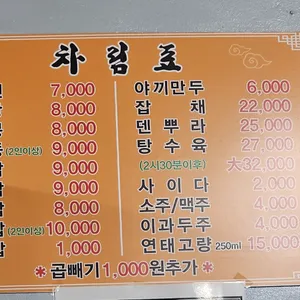 차림표
7,000
8,000
8,000
(2인이상) 9,000
9,000
9,000
(2인이상) 10,000
밥 1,000
야끼만두 6,000
잡채 22,000
덴뿌라 25,000
탕수육 27,000
(2시30분이후) 大32,000
사이다 2,000
소주/맥주 4,000
이과두주 4,000
연태고량 250ml 15,000
*곱빼기 1,000원추가*